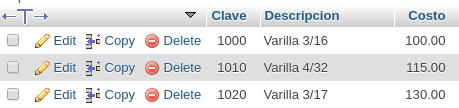 Clave Descripcion Costo
Edit Copy Delete 1000 Varilla 3/16 100.00
Edit Copy Delete 1010 Varilla 4/32 115.00
Edit Copy Delete 1020 Varilla 3/17 130.00